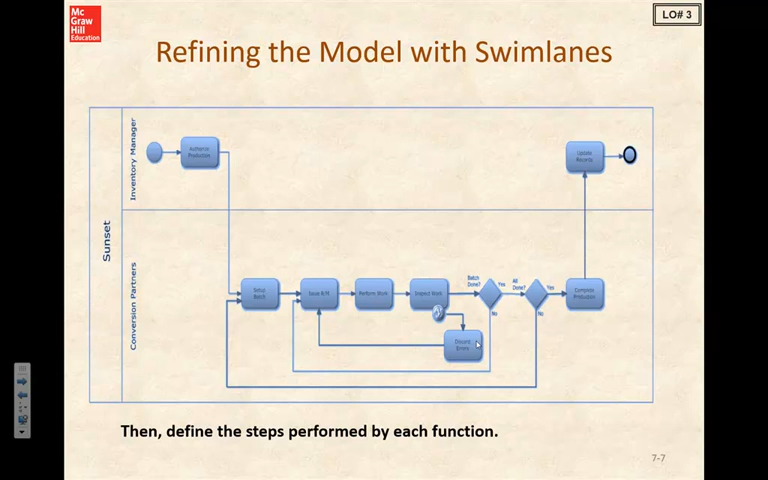 Mc
Graw
Hill
Education
LO# 3
Refining the Model with Swimlanes
Sunset
Inventory Manager
Conversion Partners
Authorize
Production
Update
Records
Setup
Batch
Issue R/M
Perform Work
Inspect Work
Batch
Done?
Yes
All
Done?
Yes
Complete
Production
No
No
Discard
Errors
Then, define the steps performed by each function.
7-7